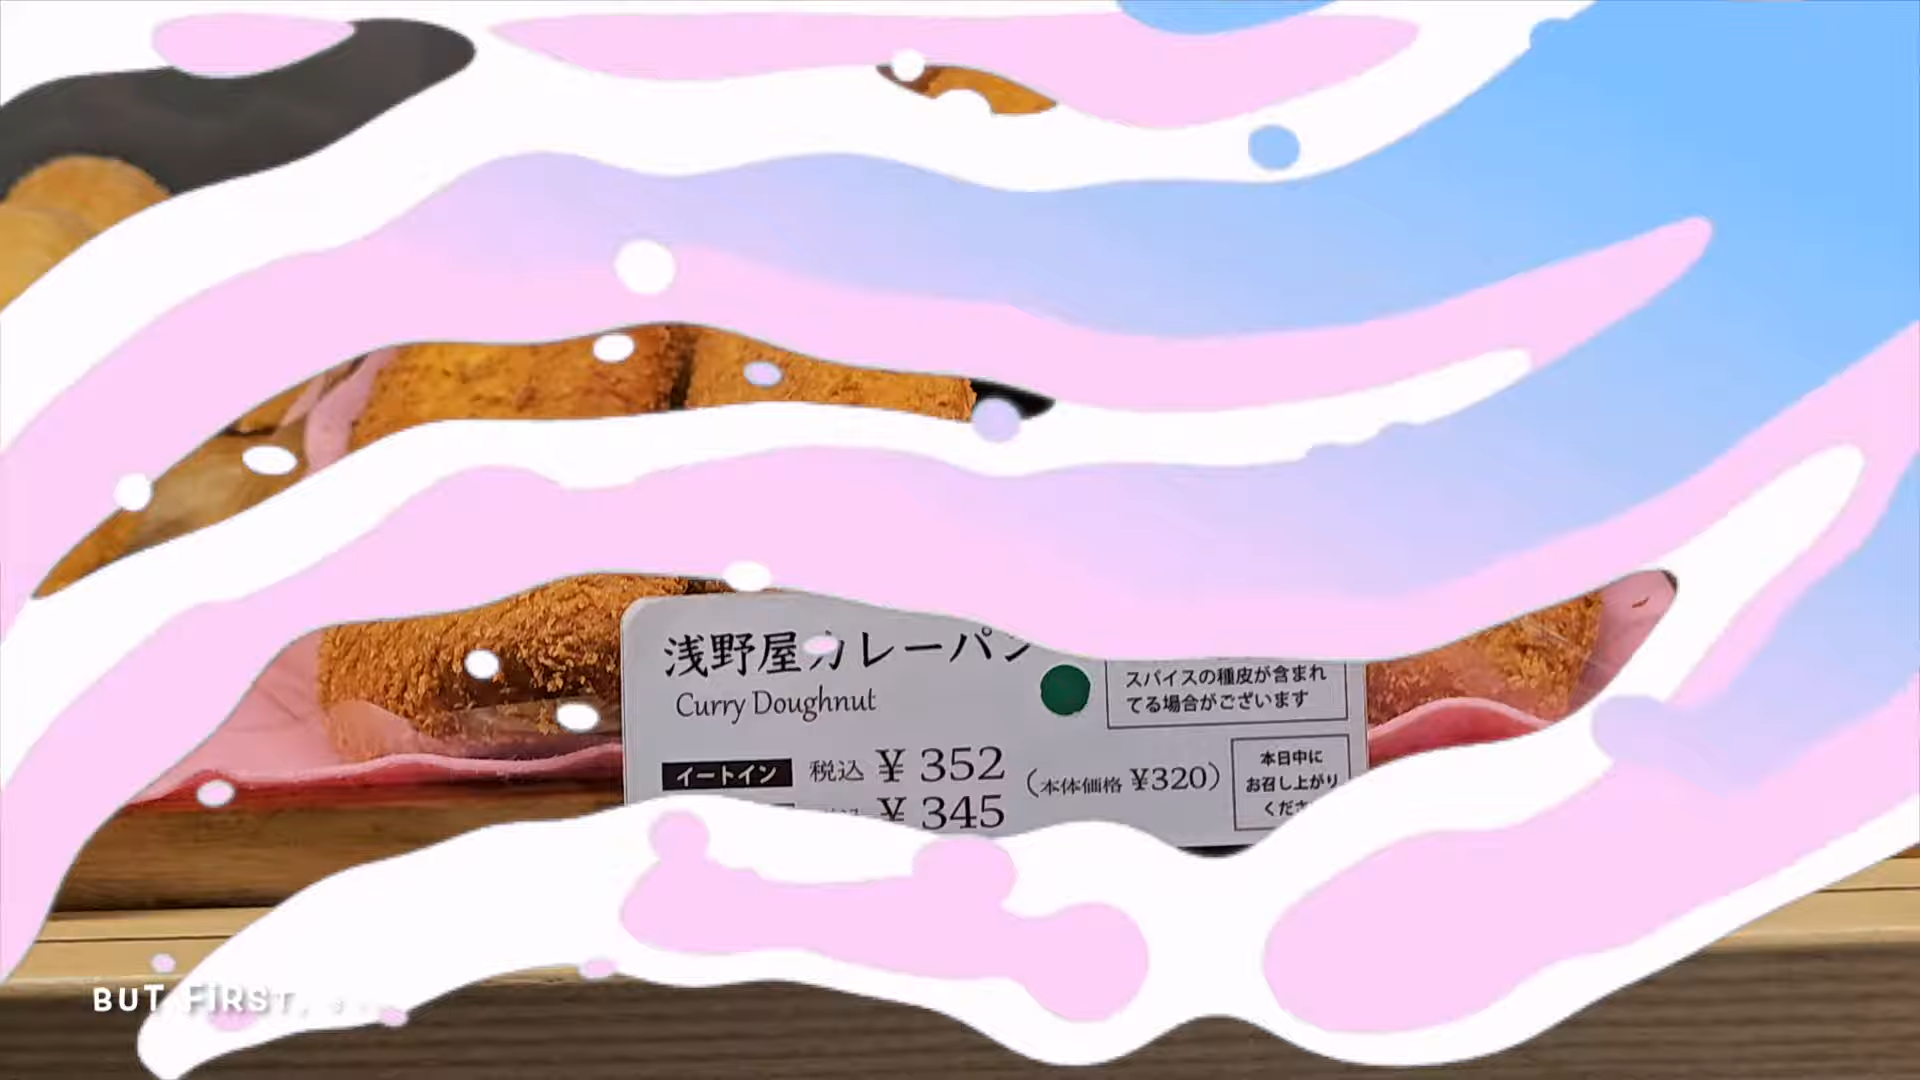 浅野屋カレーパン
Curry Doughnut
スパイスの種皮が含まれ
てる場合がございます
イートイン 税込 ¥352
(本体価格 ¥320)
¥345
本日中に
お召し上がり
くださ
BUT FIRST,